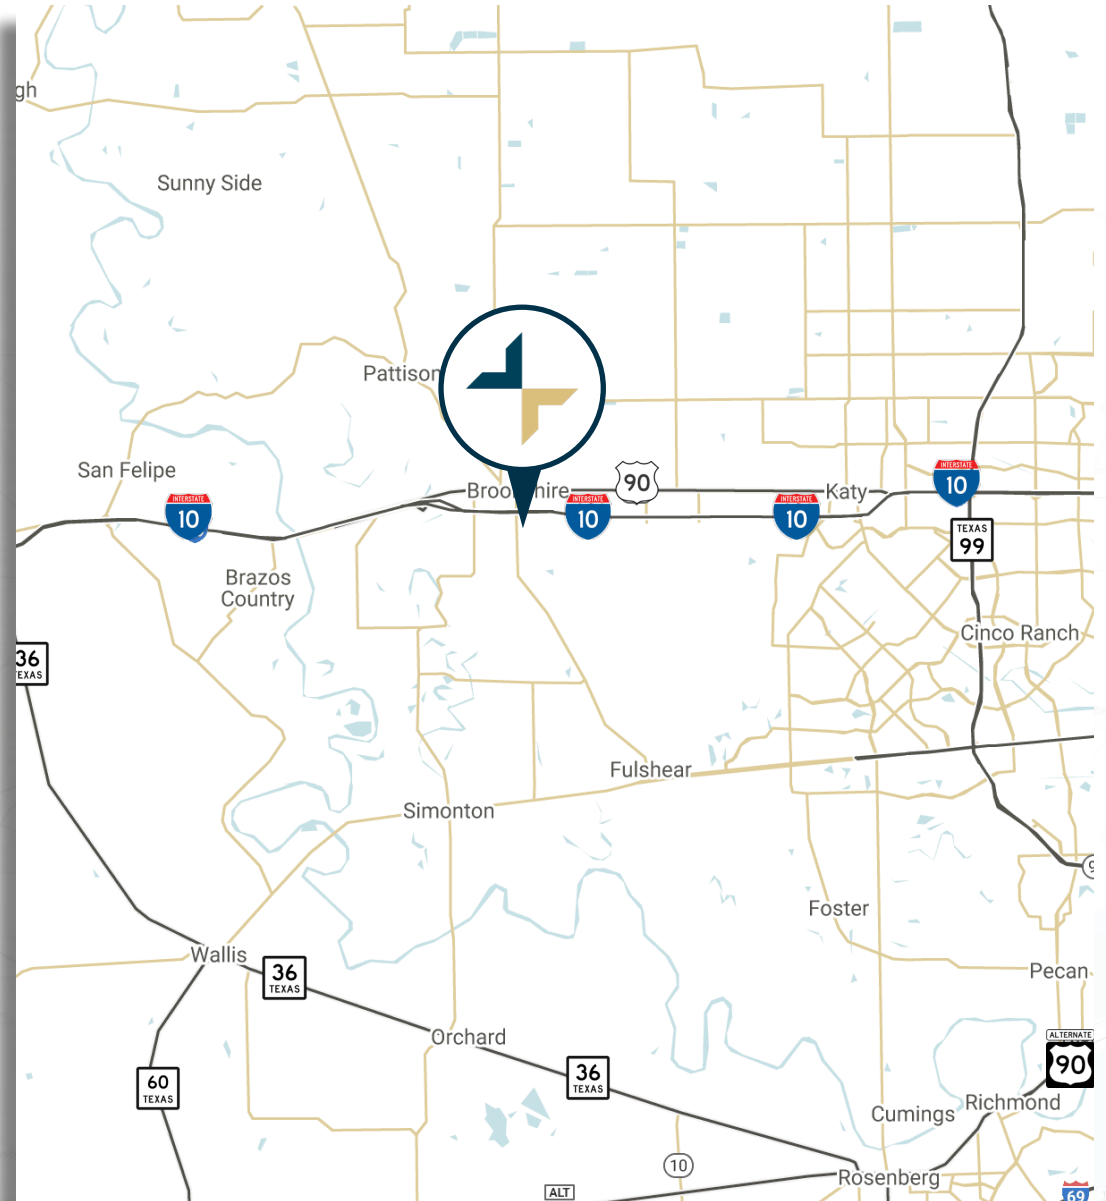 gh
Sunny Side
Pattison
San Felipe
90
INTERSTATE
10
INTERSTATE
10
INTERSTATE
10
Katy
INTERSTATE
10
TEXAS
99
Brazos
Country
Cinco Ranch
36
TEXAS
Fulshear
Simonton
Foster
Wallis
36
TEXAS
Pecan
Orchard
ALTERNATE
90
60
TEXAS
36
TEXAS
Cumings
Richmond
10
Rosenberg
ALT
69